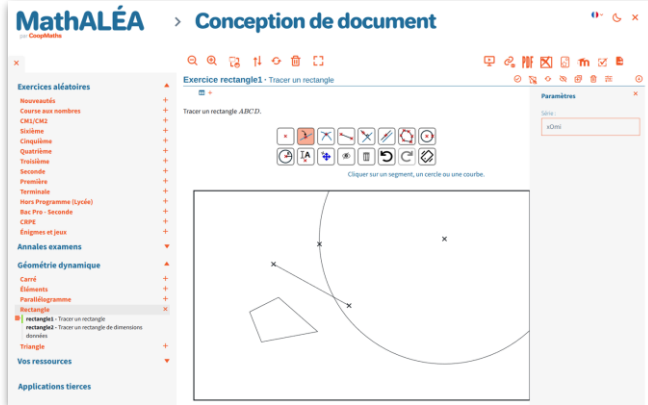 MathALÉA
par CoopMaths
Conception de document
Exercice rectangle1 - Tracer un rectangle
Tracer un rectangle ABCD.
Cliquer sur un segment, un cercle ou une courbe.
Exercices aléatoires
Nouveautés
Course aux nombres
CM1/CM2
Sixième
Cinquième
Quatrième
Troisième
Seconde
Première
Terminale
Hors Programme (Lycée)
Bac Pro - Seconde
CRPE
Énigmes et jeux
Annales examens
Géométrie dynamique
Carré
Éléments
Parallélogramme
Rectangle
rectangle1 - Tracer un rectangle
rectangle2 - Tracer un rectangle de dimensions
données
Triangle
Vos ressources
Applications tierces
PDF
m
A
Paramètres
Série :
xOmi